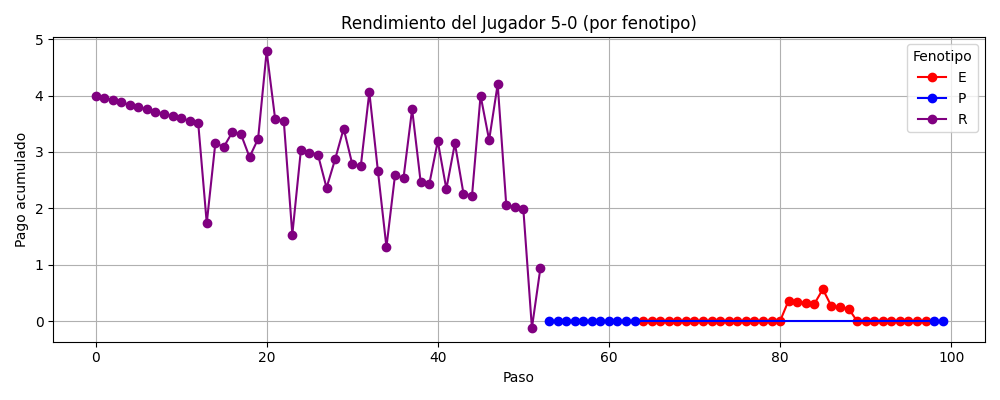 Rendimiento del Jugador 5-0 (por fenotipo)
Pago acumulado
5
4
3
2
1
0
Fenotipo
E
P
R
0 20 40 60 80 100
Paso